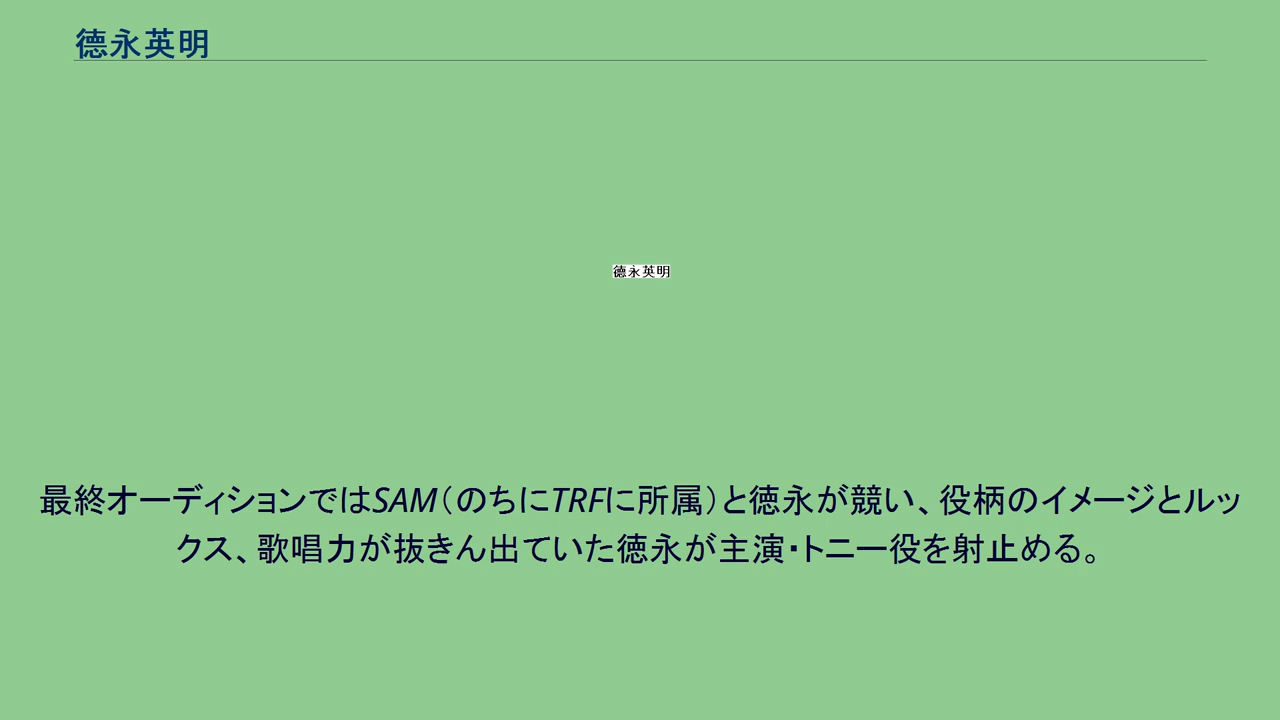 德永英明
德永英明
最終オーディションではSAM（のちにTRFに所属）と徳永が競い、役柄のイメージとルッ
クス、歌唱力が抜きん出ていた徳永が主演・トニー役を射止める。